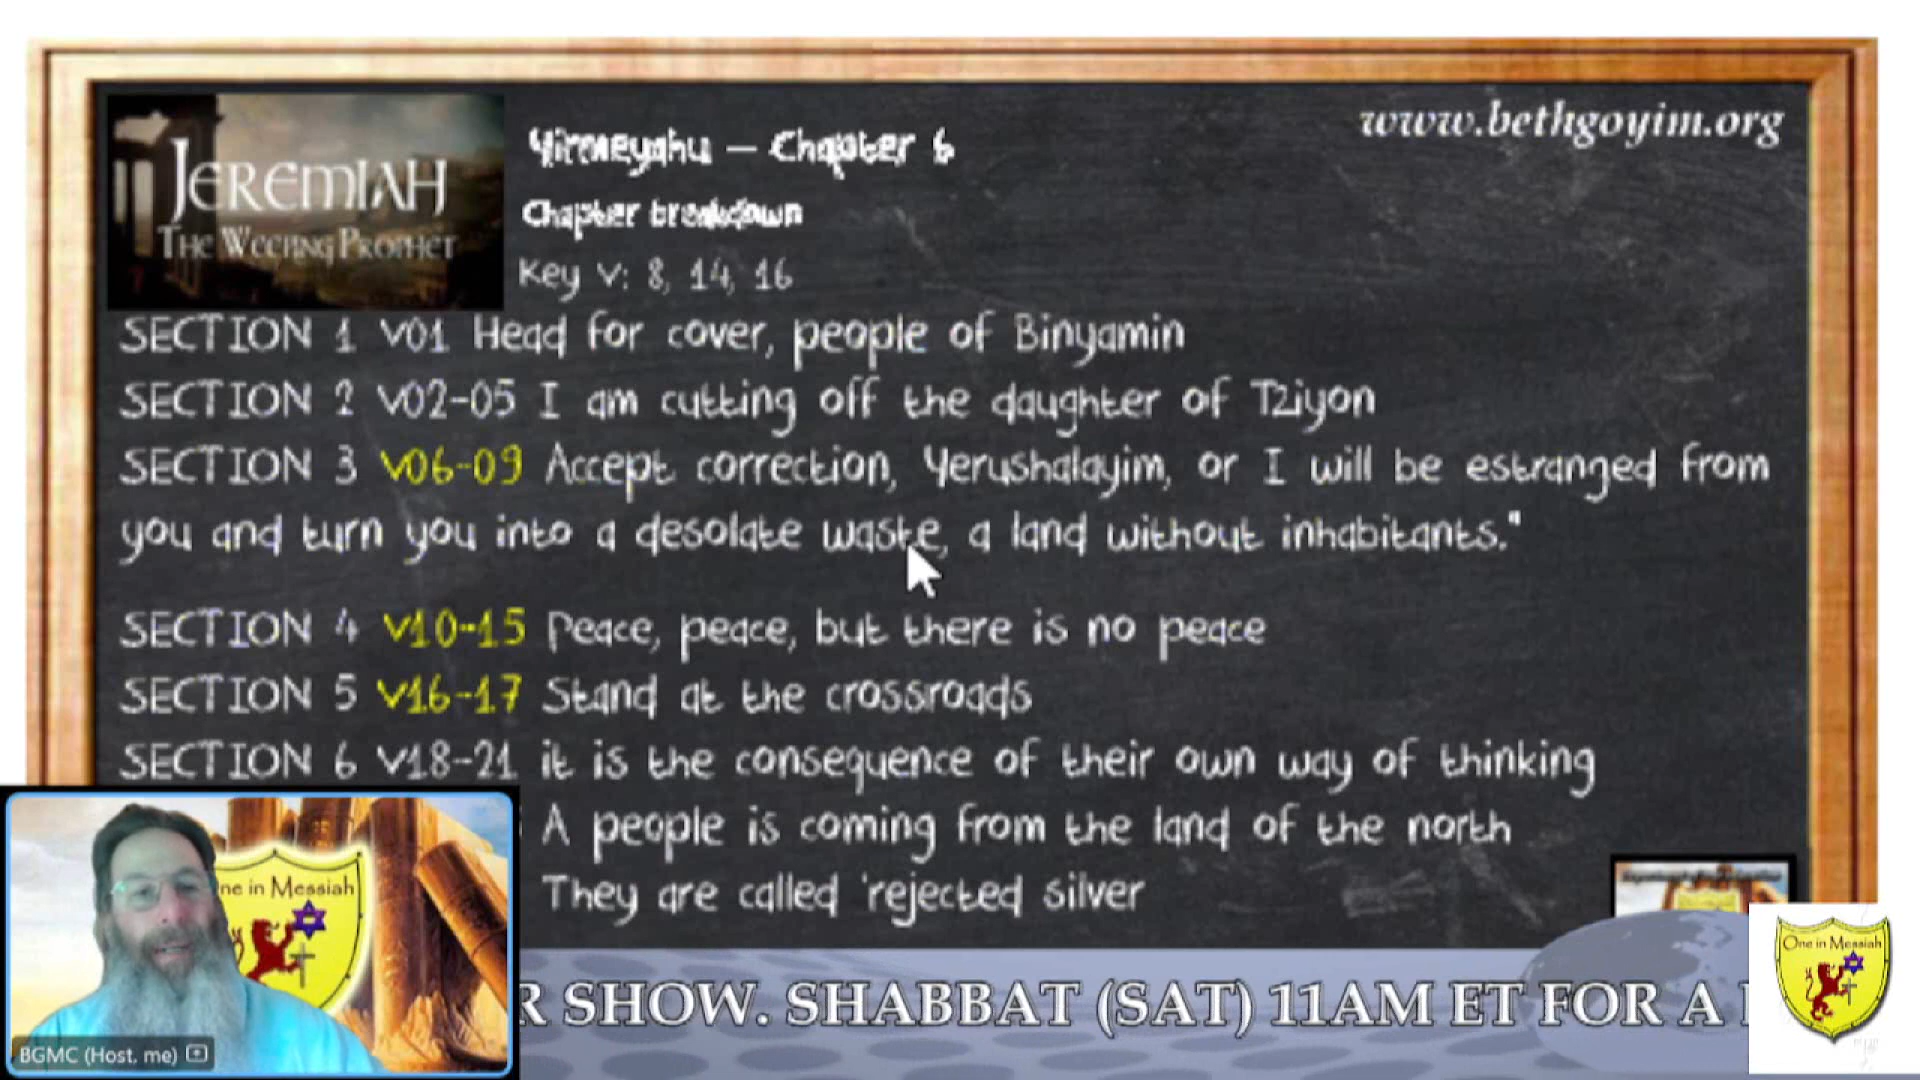 www.bethgoyim.org
JEREMIAH
THE WEEPING PROPHET
Yirmeyahu – Chapter 6
Chapter breakdown
Key V: 8, 14, 16
SECTION 1 V01 Head for cover, people of Binyamin
SECTION 2 V02-05 I am cutting off the daughter of Tziyon
SECTION 3 V06-09 Accept correction, Yerushalayim, or I will be estranged from
you and turn you into a desolate waste, a land without inhabitants."
SECTION 4 V10-15 Peace, peace, but there is no peace
SECTION 5 V16-17 Stand at the crossroads
SECTION 6 V18-21 it is the consequence of their own way of thinking
A people is coming from the land of the north
They are called 'rejected silver
ne in Messiah
BGMC (Host, me)
R SHOW. SHABBAT (SAT) 11AM ET FOR A
One in Messiah